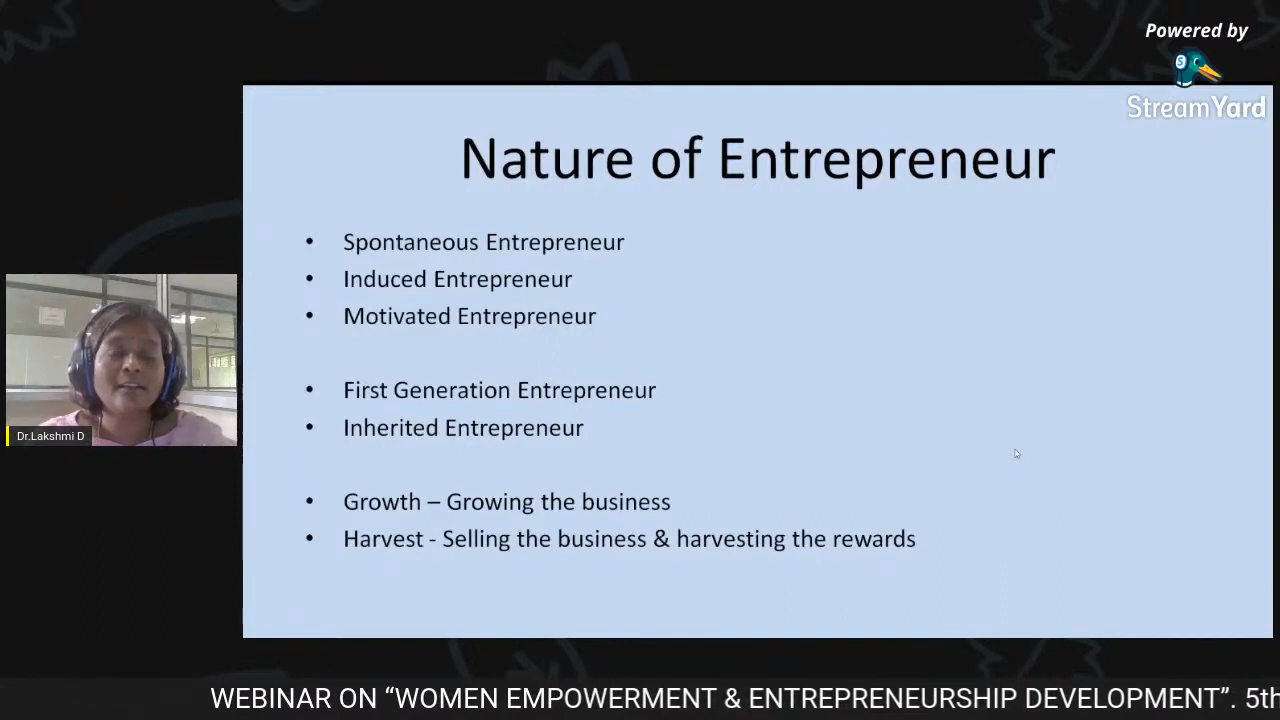 Powered by
StreamYard
Nature of Entrepreneur
• Spontaneous Entrepreneur
• Induced Entrepreneur
• Motivated Entrepreneur
• First Generation Entrepreneur
• Inherited Entrepreneur
• Growth – Growing the business
• Harvest - Selling the business & harvesting the rewards
Dr.Lakshmi D
WEBINAR ON “WOMEN EMPOWERMENT & ENTREPRENEURSHIP DEVELOPMENT”. 5th